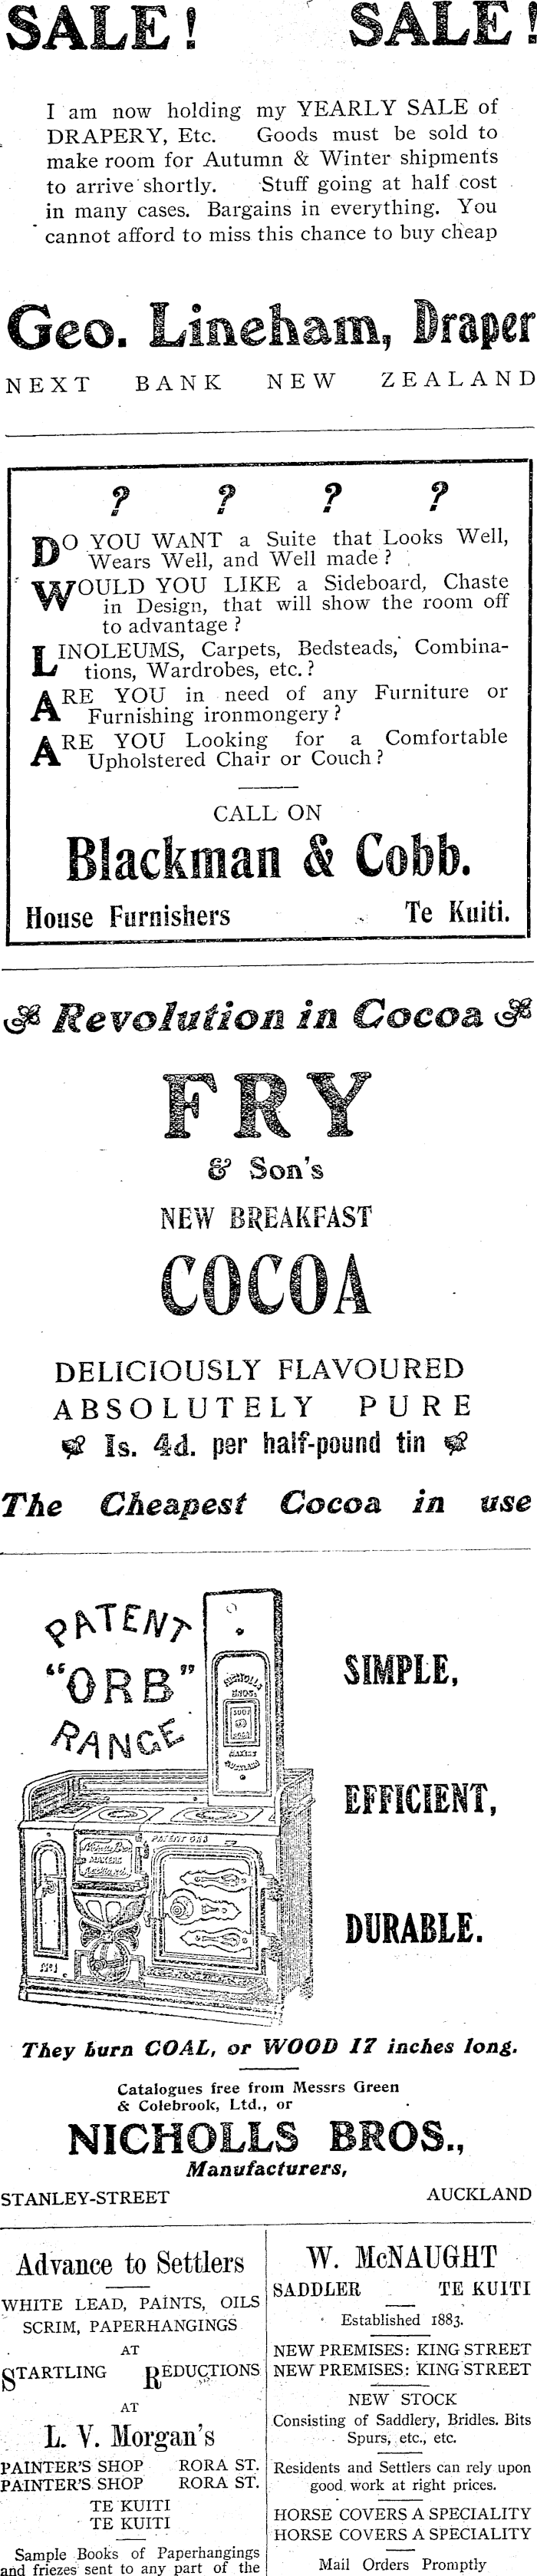 SALE! SALE!
I am now holding my YEARLY SALE of
DRAPERY, Etc. Goods must be sold to
make room for Autumn & Winter shipments
to arrive shortly. Stuff going at half cost
in many cases. Bargains in everything. You
cannot afford to miss this chance to buy cheap
Geo. Lineham, Draper
NEXT BANK NEW ZEALAND
? ? ? ?
DO YOU WANT a Suite that Looks Well,
Wears Well, and Well made?
WOULD YOU LIKE a Sideboard, Chaste
in Design, that will show the room off
to advantage?
LINOLEUMS, Carpets, Bedsteads, Combina-
tions, Wardrobes, etc.?
ARE YOU in need of any Furniture or
Furnishing ironmongery?
ARE YOU Looking for a Comfortable
Upholstered Chair or Couch?
CALL ON
Blackman & Cobb.
House Furnishers Te Kuiti.
Revolution in Cocoa
FRY
& Son's
NEW BREAKFAST
COCOA
DELICIOUSLY FLAVOURED
ABSOLUTELY PURE
1s. 4d. per half-pound tin
The Cheapest Cocoa in use
PATENT
"ORB"
RANGE
NICHOLLS
BROS.
MAKERS
AUCKLAND
PATENT ORB
No 1
SIMPLE,
EFFICIENT,
DURABLE.
They burn COAL, or WOOD 17 inches long.
Catalogues free from Messrs Green
& Colebrook, Ltd., or
NICHOLLS BROS.,
Manufacturers,
STANLEY-STREET AUCKLAND
Advance to Settlers
WHITE LEAD, PAINTS, OILS
SCRIM, PAPERHANGINGS
AT
STARTLING REDUCTIONS
AT
L. V. Morgan's
PAINTER'S SHOP RORA ST.
PAINTER'S SHOP RORA ST.
TE KUITI
TE KUITI
Sample Books of Paperhangings
and friezes sent to any part of the
W. McNAUGHT
SADDLER TE KUITI
Established 1883.
NEW PREMISES: KING STREET
NEW PREMISES: KING STREET
NEW STOCK
Consisting of Saddlery, Bridles. Bits
Spurs, etc., etc.
Residents and Settlers can rely upon
good work at right prices.
HORSE COVERS A SPECIALITY
HORSE COVERS A SPECIALITY
Mail Orders Promptly